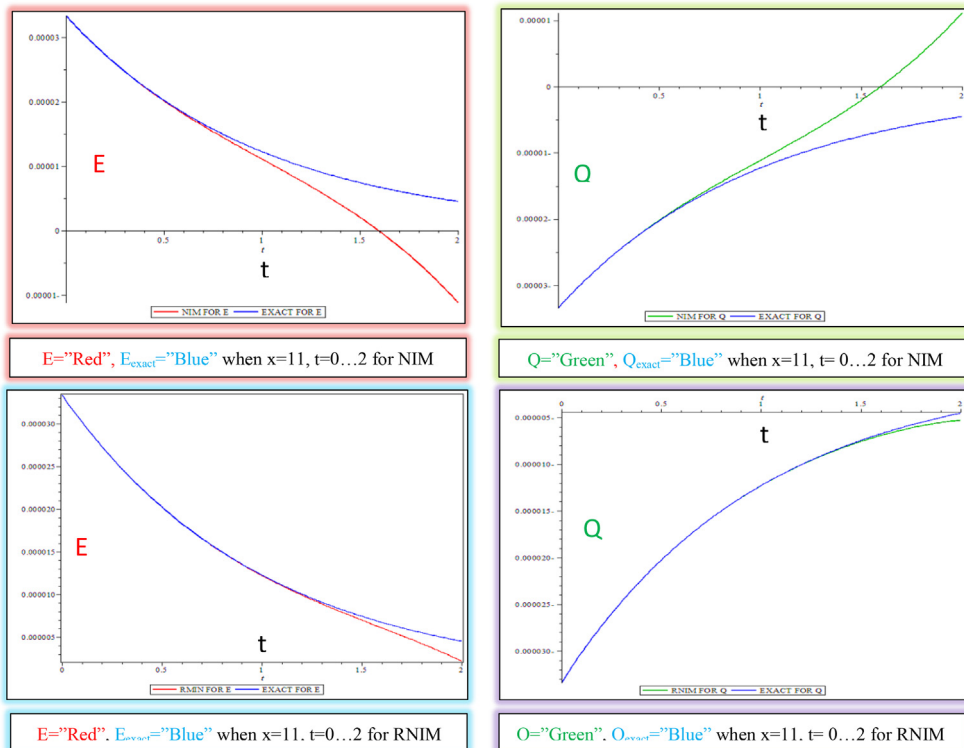 0.00003
0.00002
0.00001
0
0.00001-
0.5
1
1.5
2
t
t
E
NIM FOR E
EXACT FOR E
E="Red", Eexact="Blue" when x=11, t=0…2 for NIM
0.00001
0
0.00001-
0.00002-
0.00003-
0.5
1
1.5
2
t
t
Q
NIM FOR Q
EXACT FOR Q
Q="Green", Qexact="Blue" when x=11, t= 0…2 for NIM
0.000030
0.000025
0.000020
0.000015
0.000010
0.000005
0
0.5
1
1.5
2
t
t
E
RMIN FOR E
EXACT FOR E
E="Red". Eexact="Blue" when x=11. t=0…2 for RNIM
0
0.5
1
1.5
2
t
t
0.000005-
0.000010-
0.000015-
0.000020-
0.000025-
0.000030-
Q
RNIM FOR Q
EXACT FOR Q
O="Green". Oexact="Blue" when x=11. t= 0…2 for RNIM